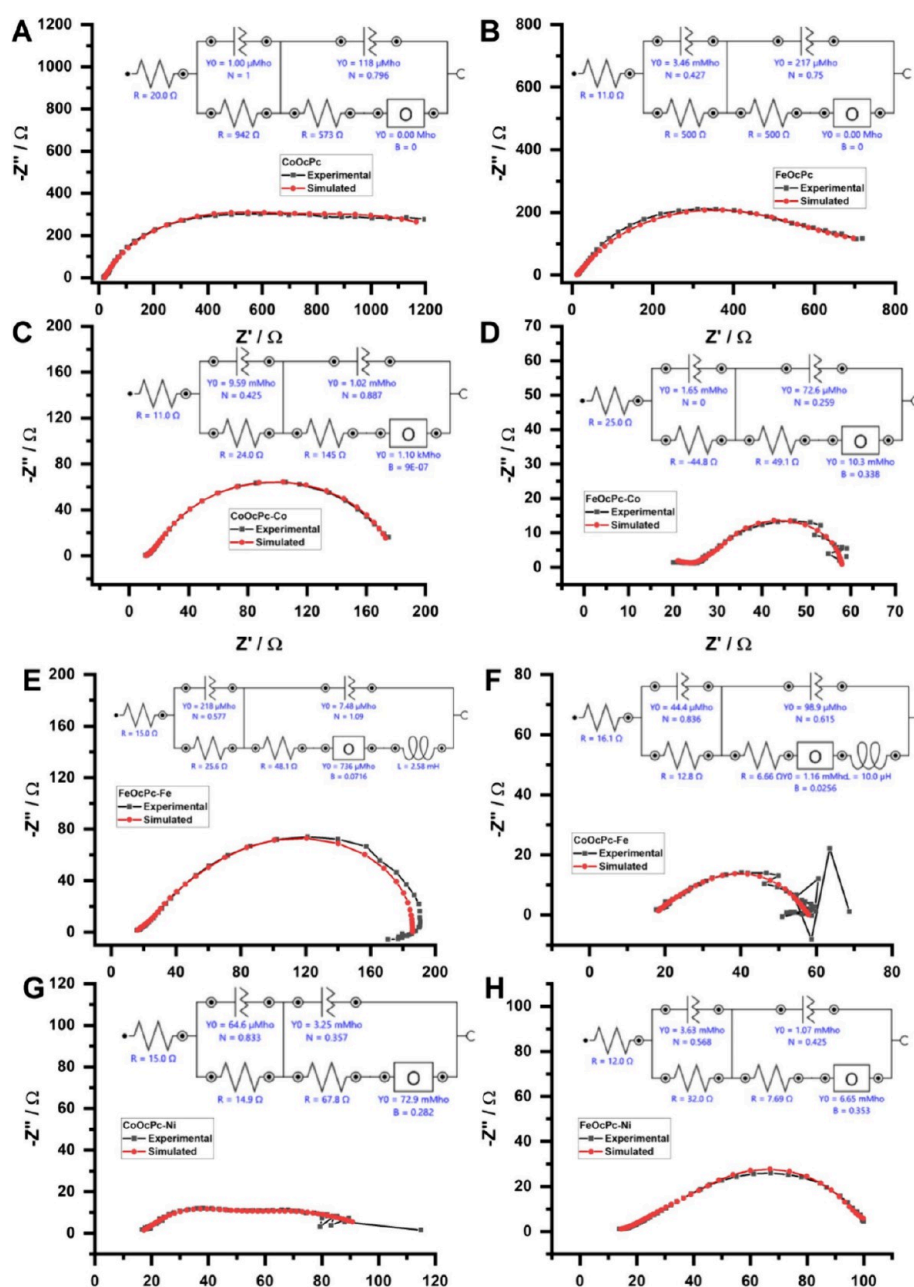 A
1200
1000
800
600
400
200
0
-Z" / Ω
Y0 = 1.00 µMho
N = 1
Y0 = 118 µMho
N = 0.796
R = 20.0 Ω
R = 942 Ω
R = 573 Ω
O
Y0 = 0.00 Mho
B = 0
CoOcPc
Experimental
Simulated
0 200 400 600 800 1000 1200
Z' / Ω
B
800
600
400
200
0
-Z" / Ω
Y0 = 3.46 mMho
N = 0.427
Y0 = 217 µMho
N = 0.75
R = 11.0 Ω
R = 500 Ω
R = 500 Ω
O
Y0 = 0.00 Mho
B = 0
FeOcPc
Experimental
Simulated
0 200 400 600 800
Z' / Ω
C
200
160
120
80
40
0
-Z" / Ω
Y0 = 9.59 mMho
N = 0.425
Y0 = 1.02 mMho
N = 0.887
R = 11.0 Ω
R = 24.0 Ω
R = 145 Ω
O
Y0 = 1.10 kMho
B = 9E-07
CoOcPc-Co
Experimental
Simulated
0 40 80 120 160 200
Z' / Ω
D
70
60
50
40
30
20
10
0
-Z" / Ω
Y0 = 1.65 mMho
N = 0
Y0 = 72.6 µMho
N = 0.259
R = 25.0 Ω
R = -44.8 Ω
R = 49.1 Ω
O
Y0 = 10.3 mMho
B = 0.338
FeOcPc-Co
Experimental
Simulated
0 10 20 30 40 50 60 70
Z' / Ω
E
200
160
120
80
40
0
-Z" / Ω
Y0 = 218 µMho
N = 0.577
Y0 = 7.48 µMho
N = 1.09
R = 15.0 Ω
R = 25.6 Ω
R = 48.1 Ω
O
Y0 = 736 µMho
B = 0.0716
L = 2.58 mH
FeOcPc-Fe
Experimental
Simulated
0 40 80 120 160 200
F
80
60
40
20
0
-Z" / Ω
Y0 = 44.4 µMho
N = 0.836
Y0 = 98.9 µMho
N = 0.615
R = 16.1 Ω
R = 12.8 Ω
R = 6.66 Ω
O
Y0 = 1.16 mMho
B = 0.0256
L = 10.0 µH
CoOcPc-Fe
Experimental
Simulated
0 20 40 60 80
G
120
100
80
60
40
20
0
-Z" / Ω
Y0 = 64.6 µMho
N = 0.833
Y0 = 3.25 mMho
N = 0.357
R = 15.0 Ω
R = 14.9 Ω
R = 67.8 Ω
O
Y0 = 72.9 mMho
B = 0.282
CoOcPc-Ni
Experimental
Simulated
0 20 40 60 80 100 120
H
100
80
60
40
20
0
-Z" / Ω
Y0 = 3.63 mMho
N = 0.568
Y0 = 1.07 mMho
N = 0.425
R = 12.0 Ω
R = 32.0 Ω
R = 7.69 Ω
O
Y0 = 6.65 mMho
B = 0.353
FeOcPc-Ni
Experimental
Simulated
0 20 40 60 80 100